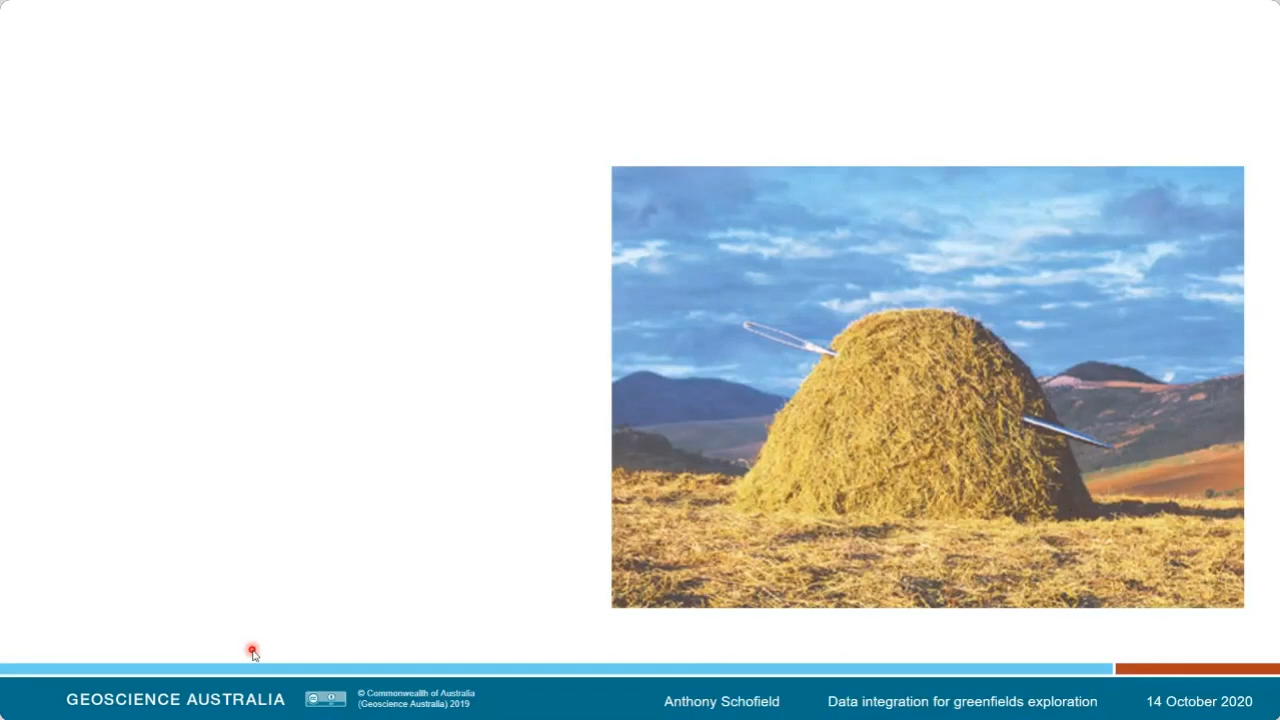 GEOSCIENCE AUSTRALIA
© Commonwealth of Australia
(Geoscience Australia) 2019
Anthony Schofield
Data integration for greenfields exploration
14 October 2020